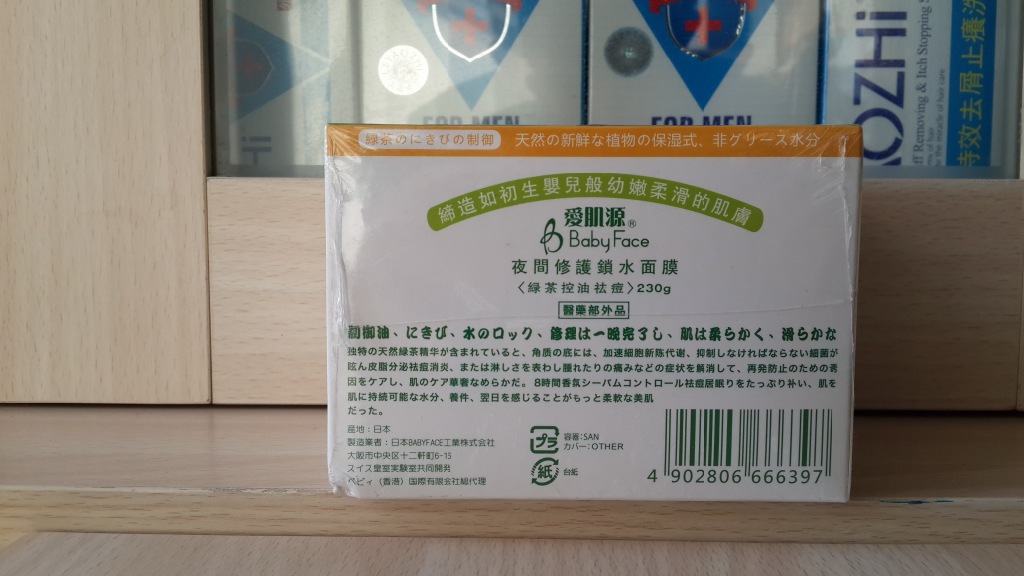 FOR MEN
FOR MEN
Hi
OZHi
ff Removing & Itch Stopping S
特效去屑止癢洗
緑茶のにきびの制御
天然の新鮮な植物の保湿式、非グリース水分
締造如初生嬰兒般幼嫩柔滑的肌膚
愛肌源®
Baby Face
夜間修護鎖水面膜
〈緑茶控油祛痘〉230g
醫藥部外品
制御油、にきび、水のロック、修理は一晩完了し、肌は柔らかく、滑らかな
独特の天然緑茶精华が含まれていると、角质の底には、加速細胞新陈代谢、抑制しなければならない細菌が
眩ん皮脂分泌祛痘消炎、または淋しさを表わし腫れたりの痛みなどの症状を解消して、再発防止のための誘
因をケアし、肌のケア華奢なめらかだ。8時間香氣シーバムコントロール祛痘居眠りをたっぷり补い、肌を
肌に持続可能な水分、養件、翌日を感じることがもっと柔軟な美肌
だった。
産地：日本
製造業者：日本BABYFACE工業株式会社
大阪市中央区十二軒町6-15
スイス皇室実験室共同開発
ベビィ（香港）国際有限会社総代理
プラ
容器:SAN
カバー:OTHER
紙
台紙
4 902806 666397